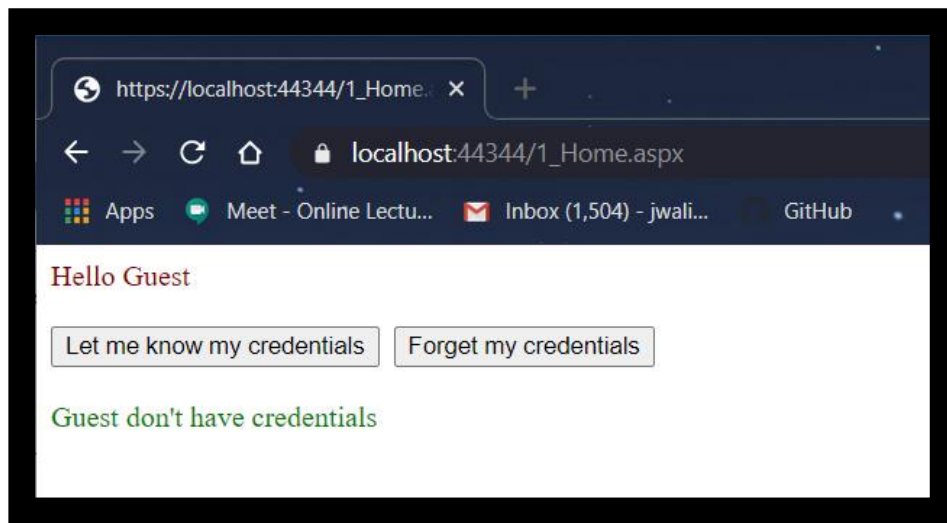 https://localhost:44344/1_Home.
localhost:44344/1_Home.aspx
Apps Meet - Online Lectu... Inbox (1,504) - jwali... GitHub
Hello Guest
Let me know my credentials Forget my credentials
Guest don't have credentials